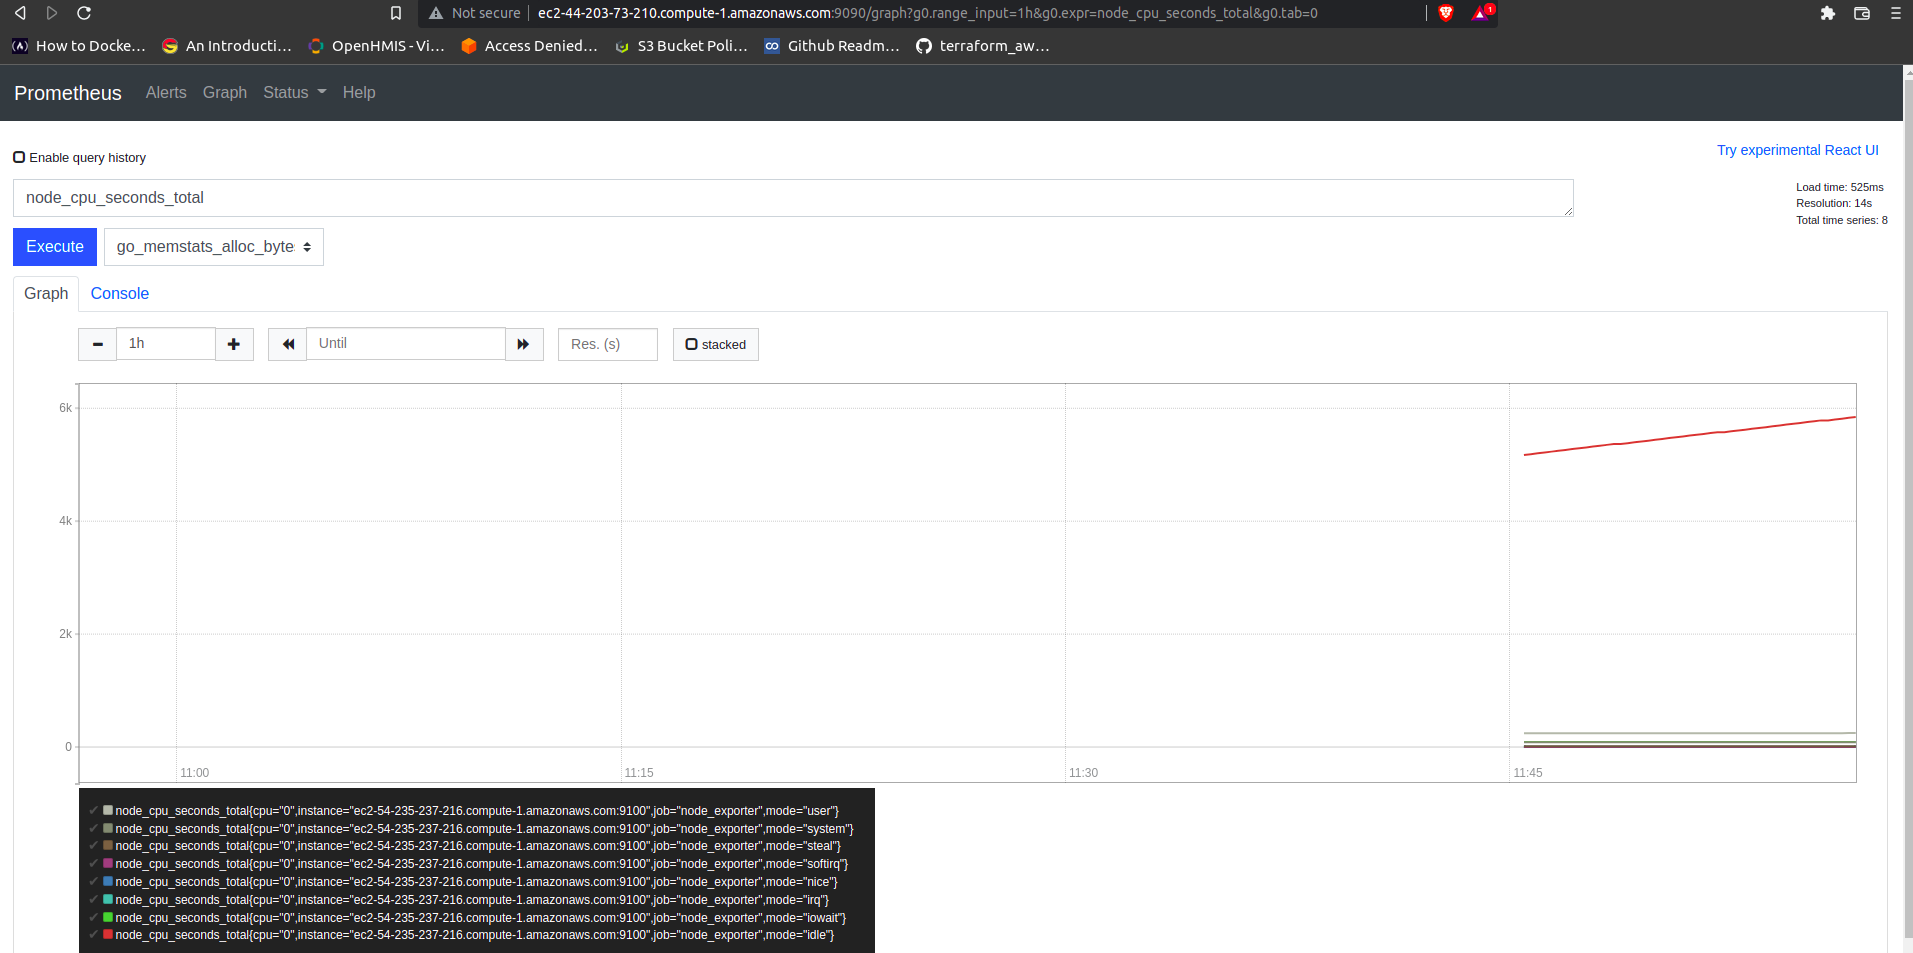 Not secure ec2-44-203-73-210.compute-1.amazonaws.com:9090/graph?g0.range_input=1h&g0.expr=node_cpu_seconds_total&g0.tab=0 1
How to Docke... An Introducti... OpenHMIS - Vi... Access Denied... S3 Bucket Poli... Github Readm... terraform_aw...
Prometheus Alerts Graph Status Help
Enable query history
Try experimental React UI
node_cpu_seconds_total
Load time: 525ms
Resolution: 14s
Total time series: 8
Execute go_memstats_alloc_byte
Graph Console
1h Until Res. (s) stacked
6k
4k
2k
0
11:00 11:15 11:30 11:45
node_cpu_seconds_total{cpu="0",instance="ec2-54-235-237-216.compute-1.amazonaws.com:9100",job="node_exporter",mode="user"}
node_cpu_seconds_total{cpu="0",instance="ec2-54-235-237-216.compute-1.amazonaws.com:9100",job="node_exporter",mode="system"}
node_cpu_seconds_total{cpu="0",instance="ec2-54-235-237-216.compute-1.amazonaws.com:9100",job="node_exporter",mode="steal"}
node_cpu_seconds_total{cpu="0",instance="ec2-54-235-237-216.compute-1.amazonaws.com:9100",job="node_exporter",mode="softirq"}
node_cpu_seconds_total{cpu="0",instance="ec2-54-235-237-216.compute-1.amazonaws.com:9100",job="node_exporter",mode="nice"}
node_cpu_seconds_total{cpu="0",instance="ec2-54-235-237-216.compute-1.amazonaws.com:9100",job="node_exporter",mode="irq"}
node_cpu_seconds_total{cpu="0",instance="ec2-54-235-237-216.compute-1.amazonaws.com:9100",job="node_exporter",mode="iowait"}
node_cpu_seconds_total{cpu="0",instance="ec2-54-235-237-216.compute-1.amazonaws.com:9100",job="node_exporter",mode="idle"}